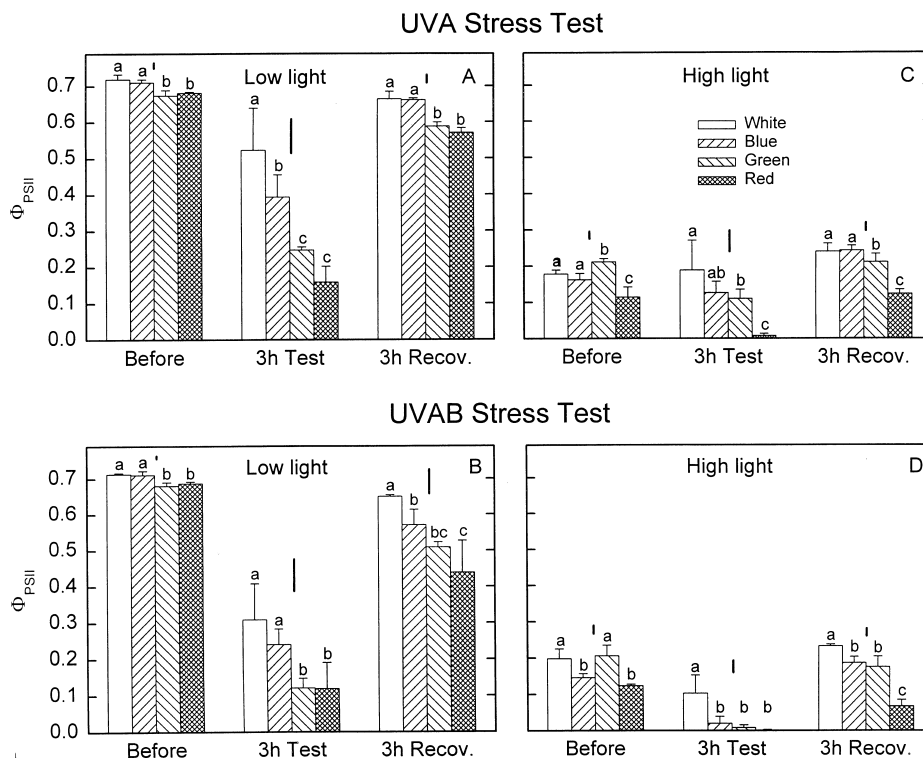 UVA Stress Test
Low light
A
High light
C
White
Blue
Green
Red
ΦPSII
0.7
0.6
0.5
0.4
0.3
0.2
0.1
0.0
a a b b
a b c c
a a b b
a a b c
a ab b c
a a b c
Before 3h Test 3h Recov.
Before 3h Test 3h Recov.
UVAB Stress Test
Low light
B
High light
D
ΦPSII
0.7
0.6
0.5
0.4
0.3
0.2
0.1
0.0
a a b b
a a b b
a b bc c
a b a b
a b b b
a b b c
Before 3h Test 3h Recov.
Before 3h Test 3h Recov.